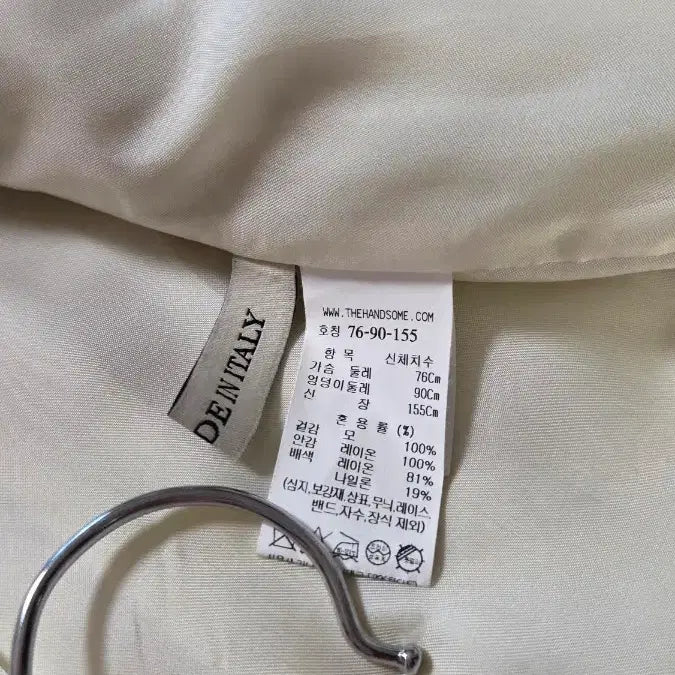 DE IN ITALY
WWW.THEHANDSOME.COM
호칭 76-90-155
항 목 신체치수
가슴 둘레 76Cm
엉덩이둘레 90Cm
신 장 155Cm
혼 용 률 (%)
겉감 모 100%
안감 레이온 100%
배색 레이온 81%
나일론 19%
(심지,보강재,상표,무늬,레이스
밴드,자수,장식 제외)